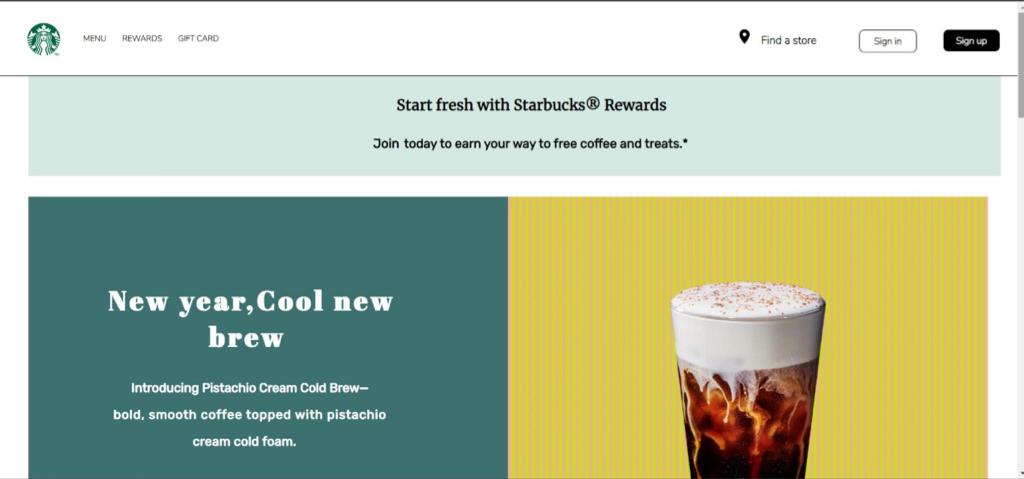 MENU REWARDS GIFT CARD Find a store Sign in Sign up
Start fresh with Starbucks® Rewards
Join today to earn your way to free coffee and treats.*
New year,Cool new
brew
Introducing Pistachio Cream Cold Brew—
bold, smooth coffee topped with pistachio
cream cold foam.